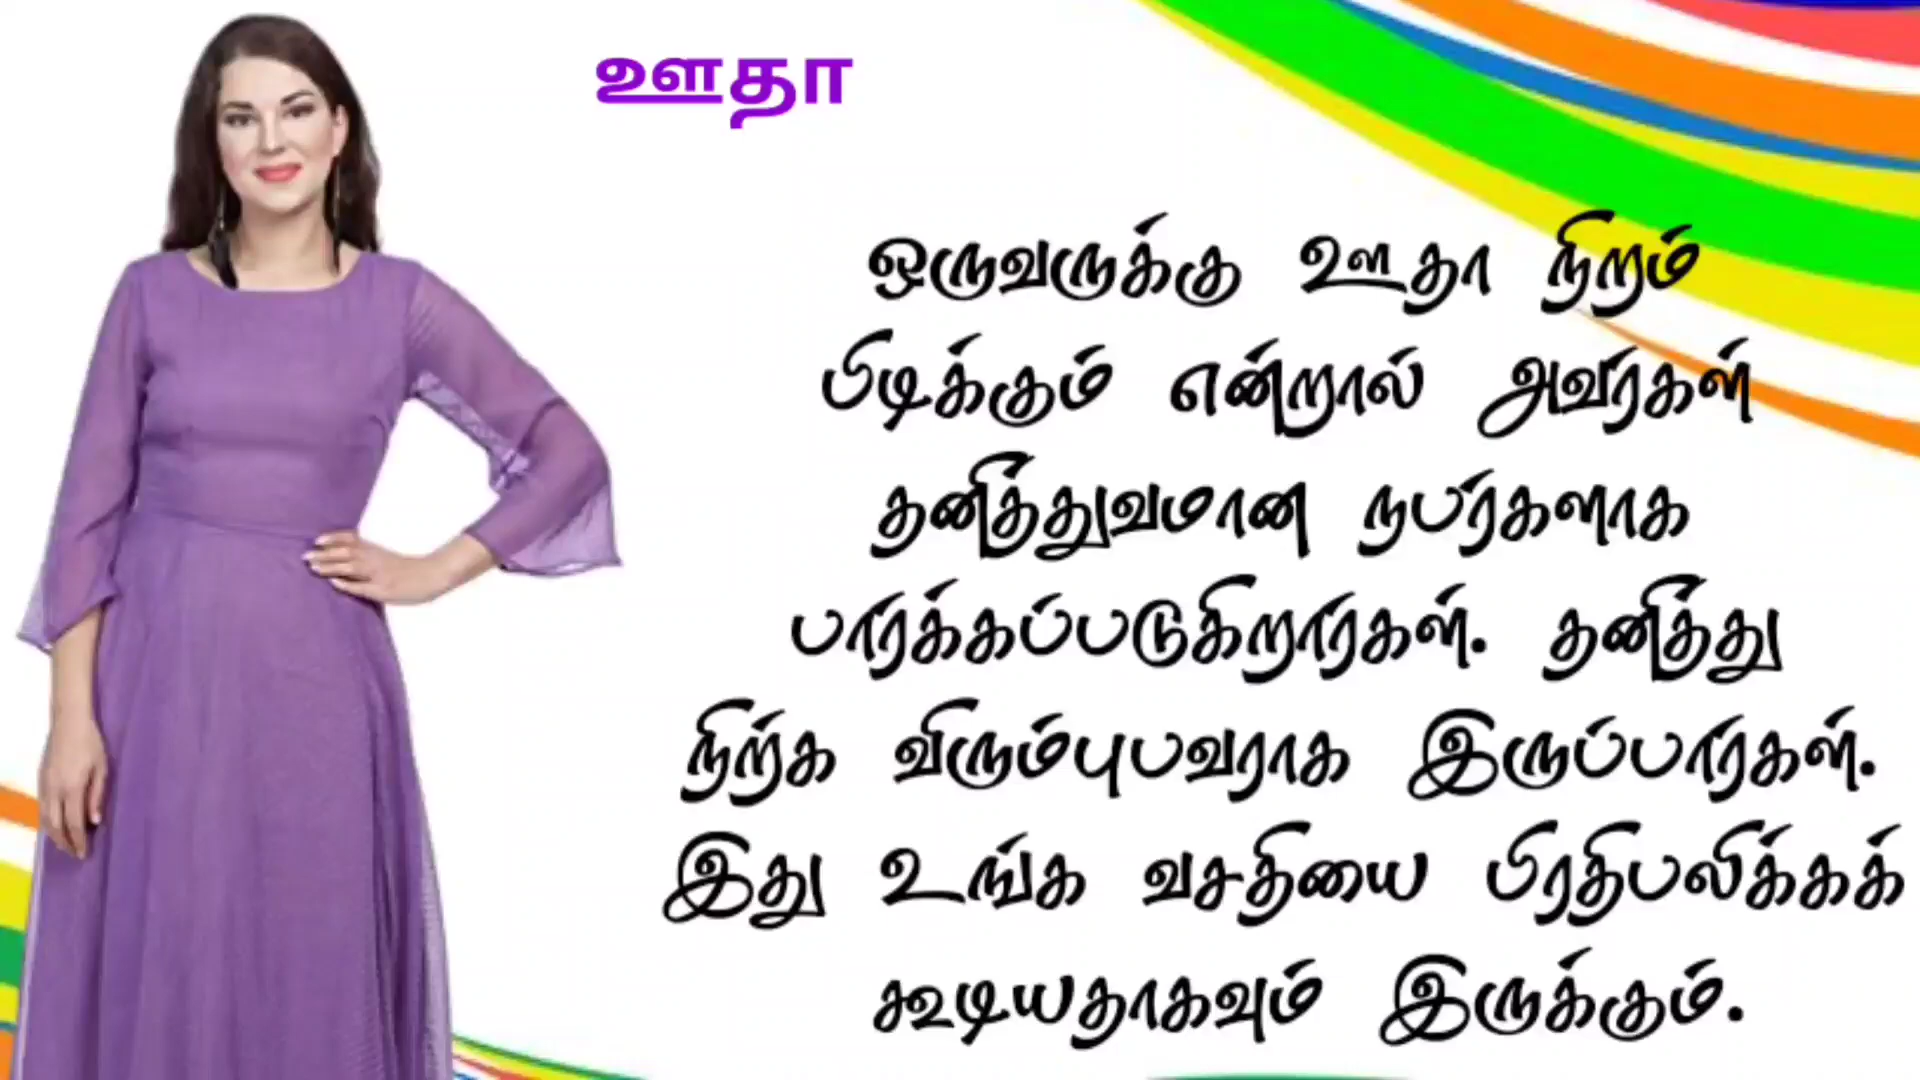 ஊதா
ஒருவருக்கு ஊதா நிறம்
பிடிக்கும் என்றால் அவர்கள்
தனித்துவமான நபர்களாக
பார்க்கப்படுகிறார்கள். தனித்து
நிற்க விரும்புபவராக இருப்பார்கள்.
இது உங்க வசதியை பிரதிபலிக்கக்
கூடியதாகவும் இருக்கும்.